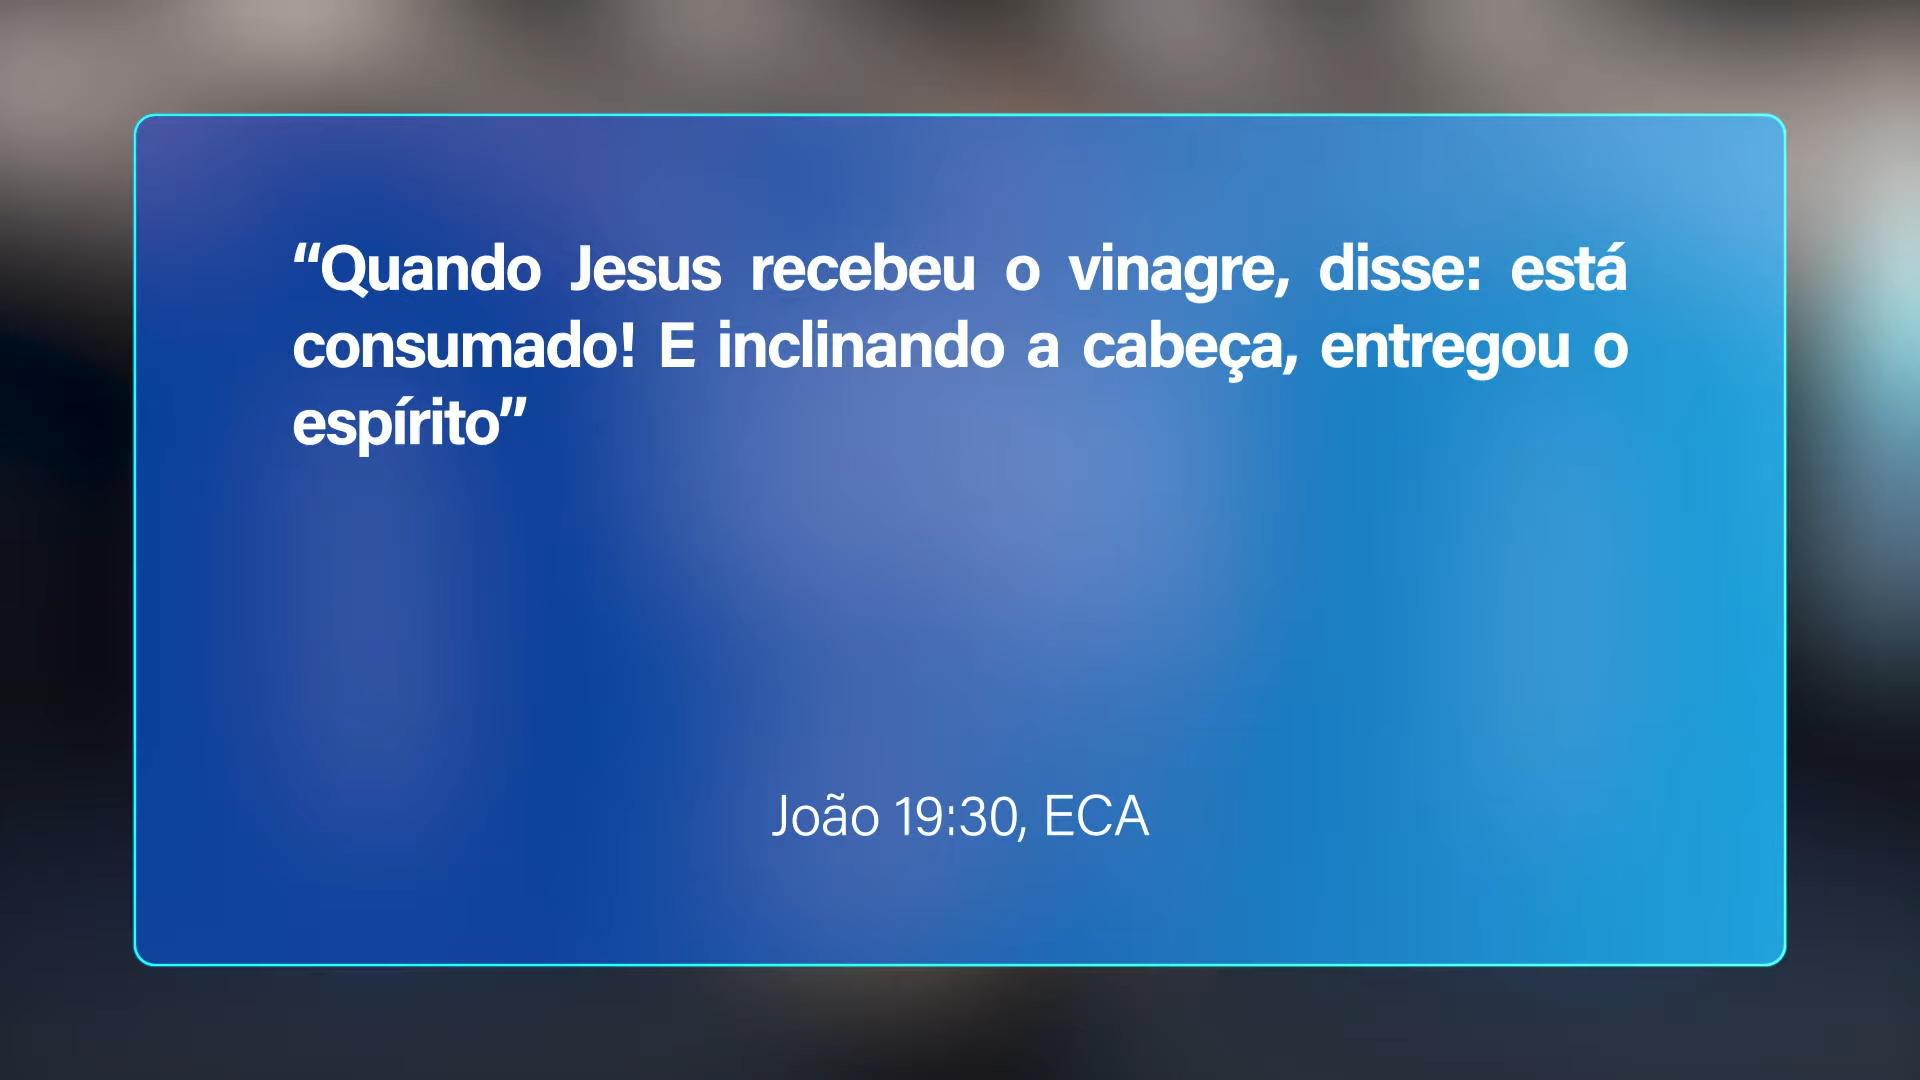 “Quando Jesus recebeu o vinagre, disse: está
consumado! E inclinando a cabeça, entregou o
espírito”
João 19:30, ECA